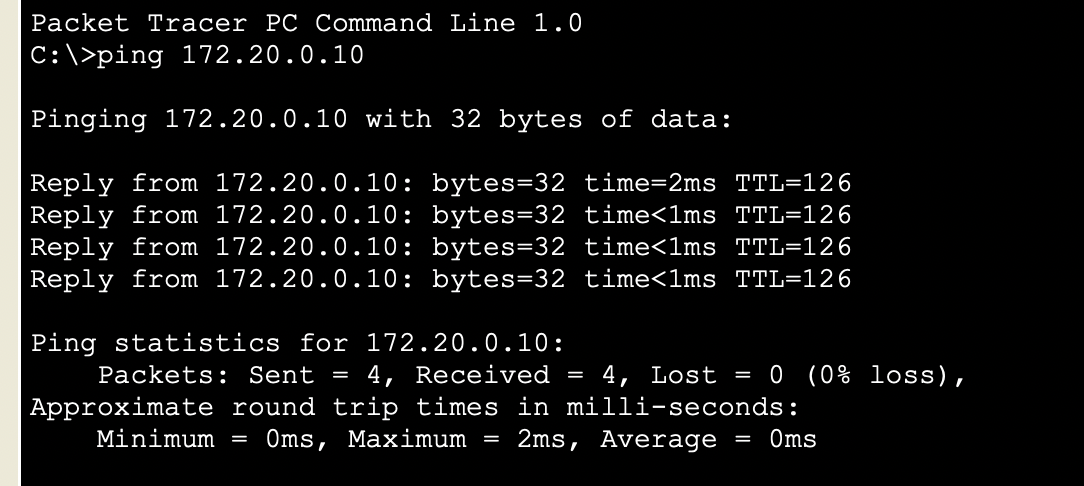 Packet Tracer PC Command Line 1.0
C:\>ping 172.20.0.10
Pinging 172.20.0.10 with 32 bytes of data:
Reply from 172.20.0.10: bytes=32 time=2ms TTL=126
Reply from 172.20.0.10: bytes=32 time<1ms TTL=126
Reply from 172.20.0.10: bytes=32 time<1ms TTL=126
Reply from 172.20.0.10: bytes=32 time<1ms TTL=126
Ping statistics for 172.20.0.10:
    Packets: Sent = 4, Received = 4, Lost = 0 (0% loss),
Approximate round trip times in milli-seconds:
    Minimum = 0ms, Maximum = 2ms, Average = 0ms